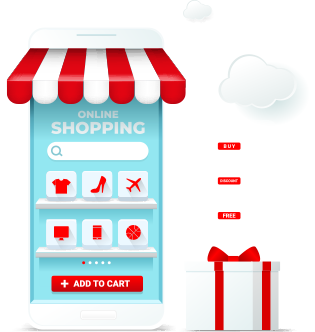 ONLINE
SHOPPING
ADD TO CART
BUY
DISCOUNT
FREE